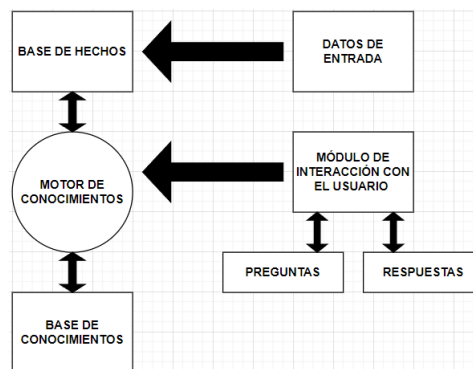 BASE DE HECHOS
DATOS DE
ENTRADA
MOTOR DE
CONOCIMIENTOS
MÓDULO DE
INTERACCIÓN CON
EL USUARIO
PREGUNTAS
RESPUESTAS
BASE DE
CONOCIMIENTOS